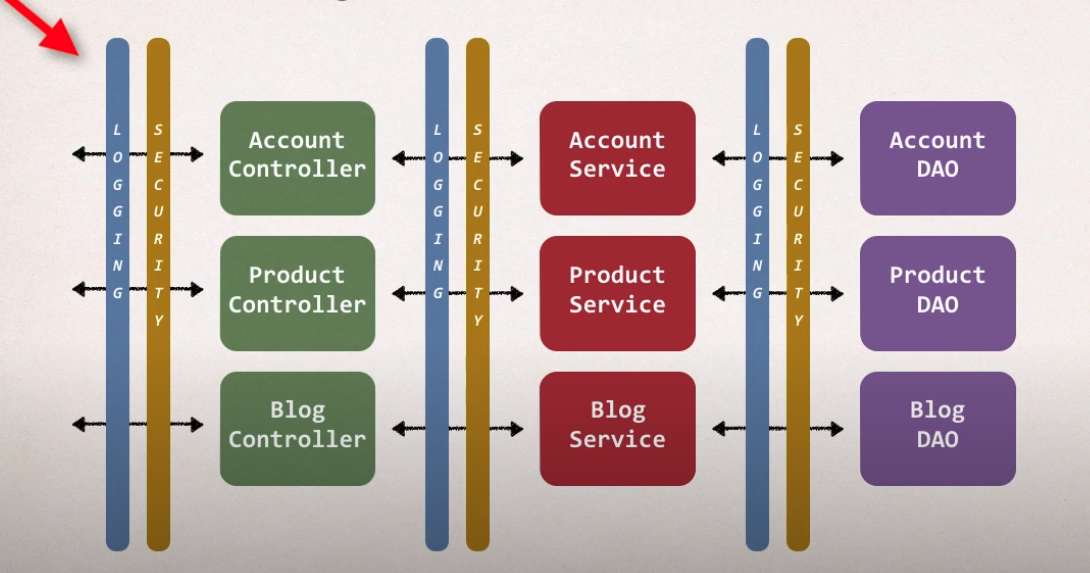 LOGGING
SECURITY
Account
Controller
LOGGING
SECURITY
Account
Service
LOGGING
SECURITY
Account
DAO
Product
Controller
Product
Service
Product
DAO
Blog
Controller
Blog
Service
Blog
DAO